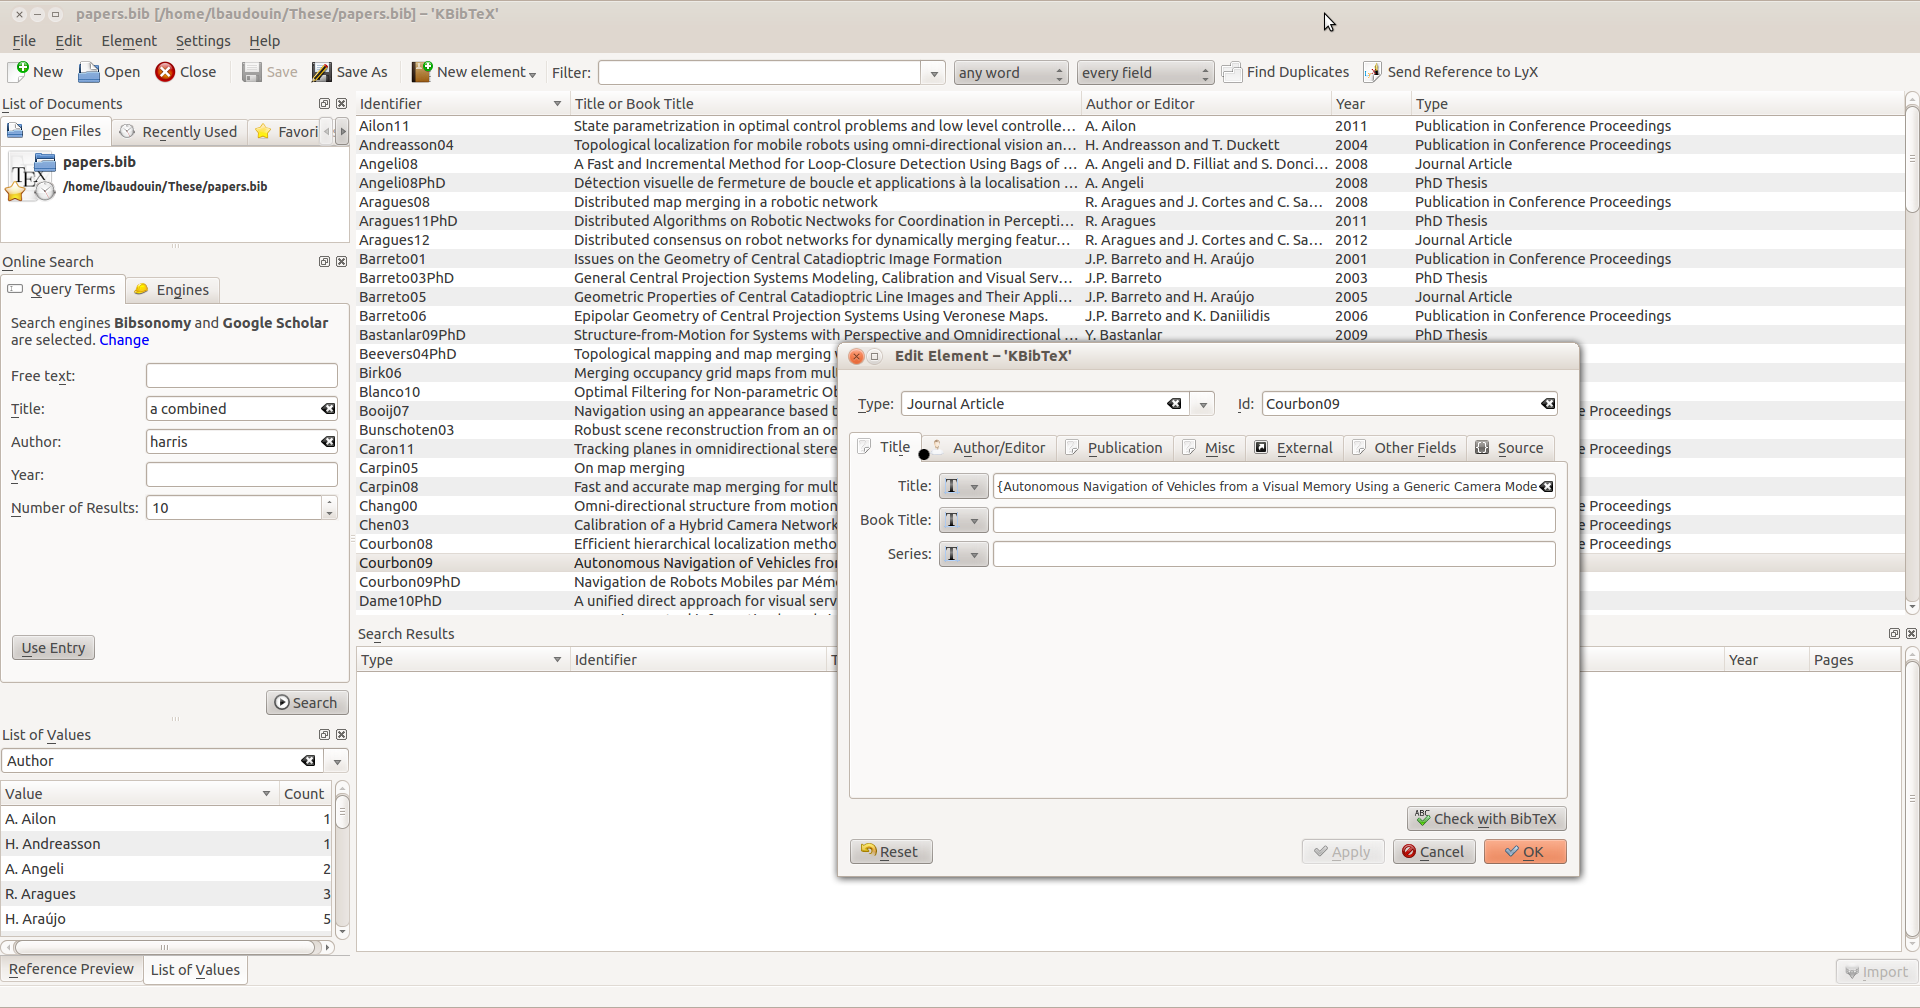 papers.bib [/home/lbaudouin/These/papers.bib] – 'KBibTeX'
File Edit Element Settings Help
New Open Close Save Save As New element Filter: any word every field Find Duplicates Send Reference to LyX
List of Documents
Open Files Recently Used Favori
papers.bib
/home/lbaudouin/These/papers.bib
Online Search
Query Terms Engines
Search engines Bibsonomy and Google Scholar
are selected. Change
Free text:
Title: a combined
Author: harris
Year:
Number of Results: 10
Use Entry
Search
List of Values
Author
Value Count
A. Ailon 1
H. Andreasson 1
A. Angeli 2
R. Aragues 3
H. Araújo 5
Reference Preview List of Values
Identifier Title or Book Title Author or Editor Year Type
Ailon11 State parametrization in optimal control problems and low level controlle... A. Ailon 2011 Publication in Conference Proceedings
Andreasson04 Topological localization for mobile robots using omni-directional vision an... H. Andreasson and T. Duckett 2004 Publication in Conference Proceedings
Angeli08 A Fast and Incremental Method for Loop-Closure Detection Using Bags of ... A. Angeli and D. Filliat and S. Donci... 2008 Journal Article
Angeli08PhD Détection visuelle de fermeture de boucle et applications à la localisation ... A. Angeli 2008 PhD Thesis
Aragues08 Distributed map merging in a robotic network R. Aragues and J. Cortes and C. Sa... 2008 Publication in Conference Proceedings
Aragues11PhD Distributed Algorithms on Robotic Nectwoks for Coordination in Percepti... R. Aragues 2011 PhD Thesis
Aragues12 Distributed consensus on robot networks for dynamically merging featur... R. Aragues and J. Cortes and C. Sa... 2012 Journal Article
Barreto01 Issues on the Geometry of Central Catadioptric Image Formation J.P. Barreto and H. Araújo 2001 Publication in Conference Proceedings
Barreto03PhD General Central Projection Systems Modeling, Calibration and Visual Serv... J.P. Barreto 2003 PhD Thesis
Barreto05 Geometric Properties of Central Catadioptric Line Images and Their Appli... J.P. Barreto and H. Araújo 2005 Journal Article
Barreto06 Epipolar Geometry of Central Projection Systems Using Veronese Maps. J.P. Barreto and K. Daniilidis 2006 Publication in Conference Proceedings
Bastanlar09PhD Structure-from-Motion for Systems with Perspective and Omnidirectional ... Y. Bastanlar 2009 PhD Thesis
Beevers04PhD Topological mapping and map merging
Birk06 Merging occupancy grid maps from mul
Blanco10 Optimal Filtering for Non-parametric O
Booij07 Navigation using an appearance based t e Proceedings
Bunschoten03 Robust scene reconstruction from an on
Caron11 Tracking planes in omnidirectional stere e Proceedings
Carpin05 On map merging
Carpin08 Fast and accurate map merging for mult
Chang00 Omni-directional structure from motion e Proceedings
Chen03 Calibration of a Hybrid Camera Network e Proceedings
Courbon08 Efficient hierarchical localization metho e Proceedings
Courbon09 Autonomous Navigation of Vehicles fro
Courbon09PhD Navigation de Robots Mobiles par Mém
Dame10PhD A unified direct approach for visual serv
Search Results
Type Identifier T Year Pages
Import
Edit Element – 'KBibTeX'
Type: Journal Article Id: Courbon09
Title Author/Editor Publication Misc External Other Fields Source
Title: T {Autonomous Navigation of Vehicles from a Visual Memory Using a Generic Camera Mode
Book Title: T
Series: T
ABC Check with BibTeX
Reset Apply Cancel OK